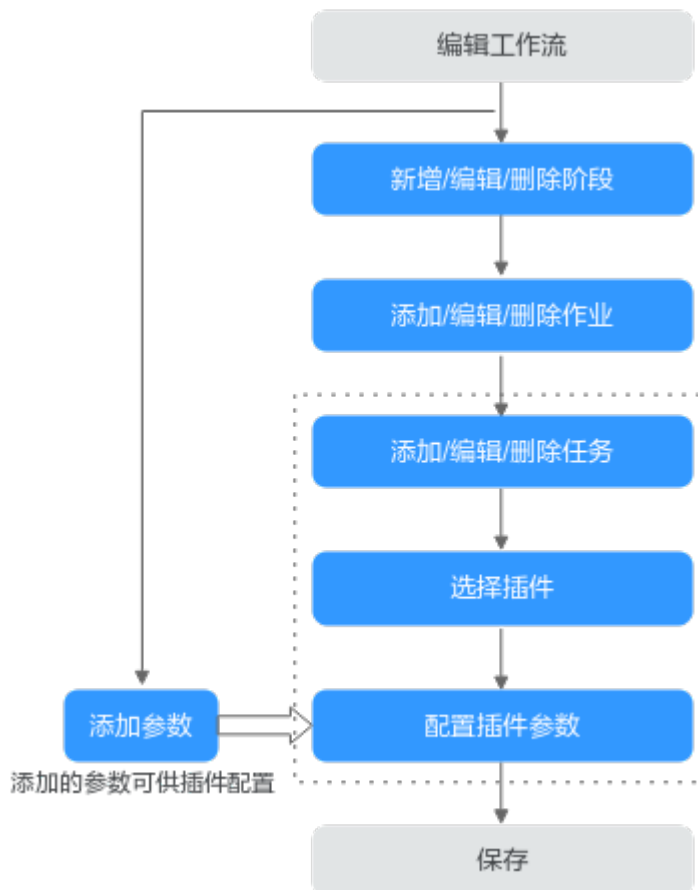 编辑工作流
新增/编辑/删除阶段
添加/编辑/删除作业
添加/编辑/删除任务
选择插件
添加参数
配置插件参数
添加的参数可供插件配置
保存